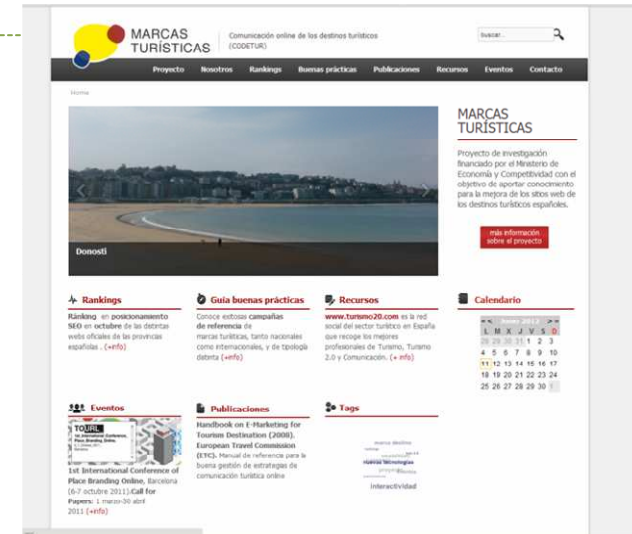 MARCAS
TURÍSTICAS
Comunicación online de los destinos turísticos
(CODETUR)
buscar...
Proyecto Nosotros Rankings Buenas prácticas Publicaciones Recursos Eventos Contacto
Home
Donosti
MARCAS
TURÍSTICAS
Proyecto de investigación
financiado por el Ministerio de
Economía y Competitividad con el
objetivo de aportar conocimiento
para la mejora de los sitios web de
los destinos turísticos españoles.
más información
sobre el proyecto
Rankings
Ránking en posicionamiento
SEO en octubre de las distintas
webs oficiales de las provincias
españolas . (+info)
Guía buenas prácticas
Conoce exitosas campañas
de referencia de
marcas turísticas, tanto nacionales
como internacionales, y de tipología
distinta (+info)
Recursos
www.turismo20.com es la red
social del sector turístico en España
que recoge los mejores
profesionales de Turismo, Turismo
2.0 y Comunicación. (+ info)
Calendario
L M X J V S D
28 29 30 31 1 2 3
4 5 6 7 8 9 10
11 12 13 14 15 16 17
18 19 20 21 22 23 24
25 26 27 28 29 30 1
Eventos
TOURL
1st International Conference,
Place Branding Online,
1st International Conference of
Place Branding Online, Barcelona
(6-7 octubre 2011).Call for
Papers: 1 marzo-30 abril
2011 (+info)
Publicaciones
Handbook on E-Marketing for
Tourism Destination (2008).
European Travel Commission
(ETC). Manual de referencia para la
buena gestión de estrategias de
comunicación turística online
Tags
marca destino
nuevas tecnologías
interactividad